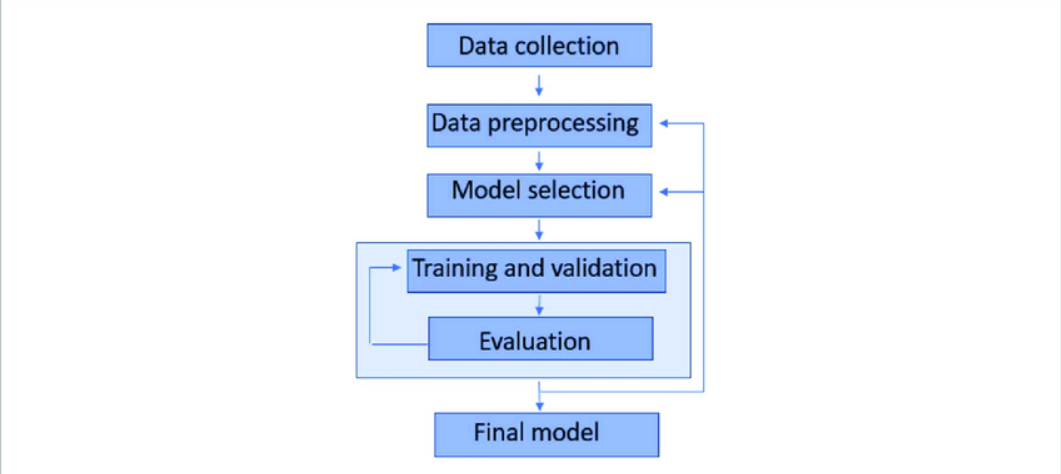 Data collection
Data preprocessing
Model selection
Training and validation
Evaluation
Final model